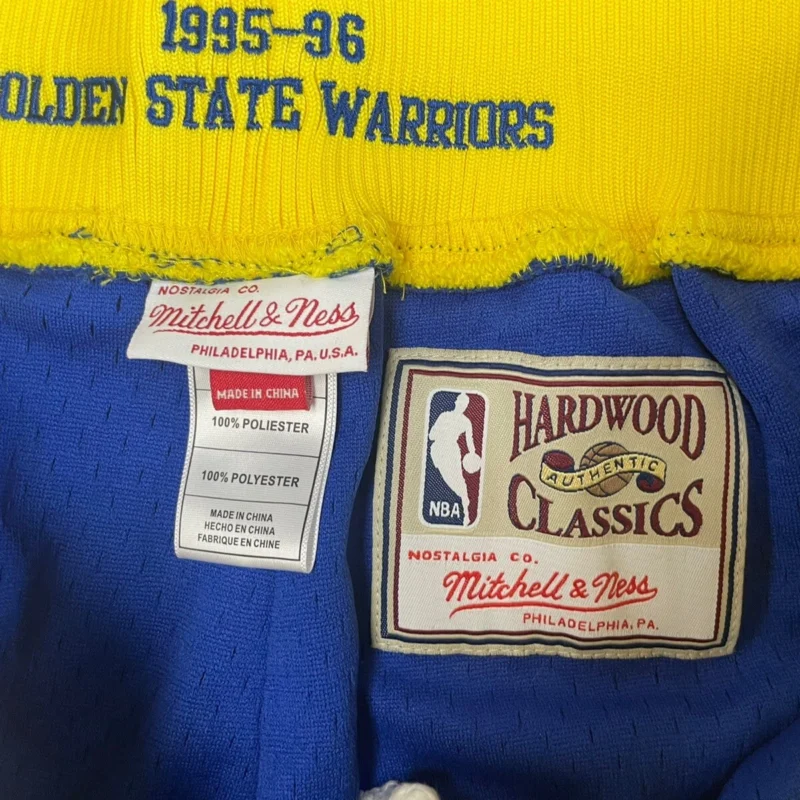 1995-96
OLDEN STATE WARRIORS
NOSTALGIA CO.
Mitchell & Ness
PHILADELPHIA, PA. U.S.A.
MADE IN CHINA
100% POLIESTER
100% POLYESTER
MADE IN CHINA
HECHO EN CHINA
FABRIQUE EN CHINE
NBA
HARDWOOD
AUTHENTIC
CLASSICS
NOSTALGIA CO.
Mitchell & Ness
PHILADELPHIA, PA.